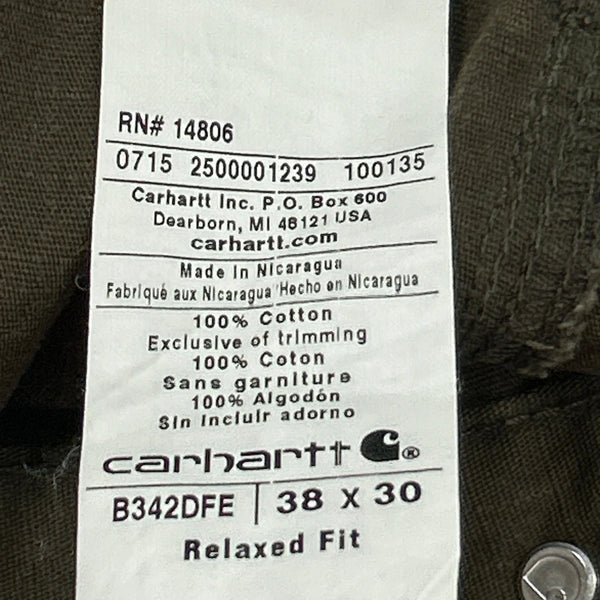 RN# 14806
0715 2500001239 100135
Carhartt Inc. P.O. Box 600
Dearborn, MI 48121 USA
carhartt.com
Made In Nicaragua
Fabriqué aux Nicaragua Hecho en Nicaragua
100% Cotton
Exclusive of trimming
100% Coton
Sans garniture
100% Algodón
Sin incluir adorno
carhartt ®
B342DFE | 38 X 30
Relaxed Fit